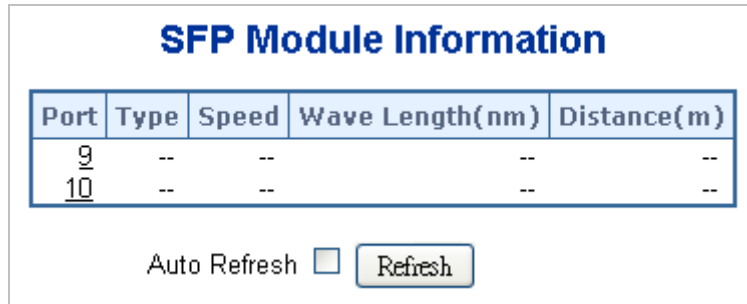 SFP Module Information
Port Type Speed Wave Length(nm) Distance(m)
9 -- -- -- --
10 -- -- -- --
Auto Refresh Refresh